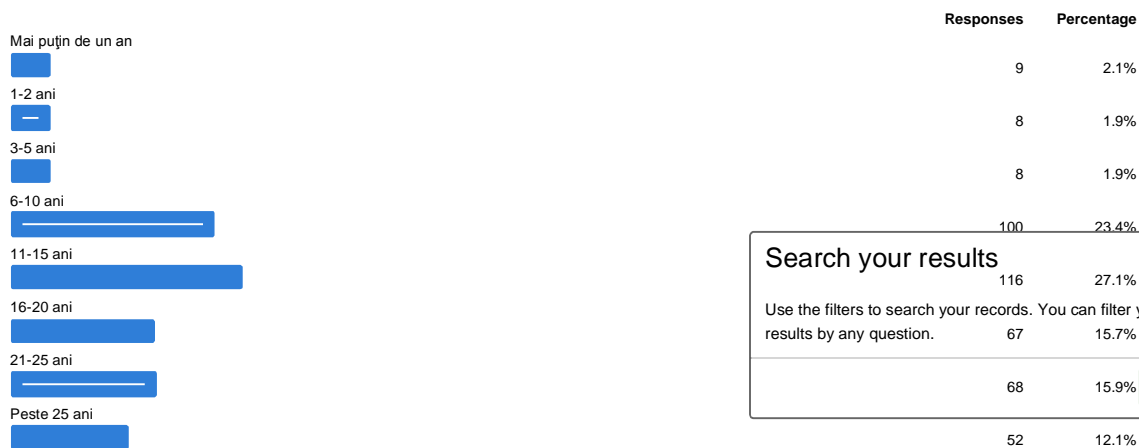 Responses Percentage
Mai puțin de un an
9 2.1%
1-2 ani
8 1.9%
3-5 ani
8 1.9%
6-10 ani
100 23.4%
11-15 ani
Search your results
116 27.1%
16-20 ani
Use the filters to search your records. You can filter y
results by any question.
67 15.7%
21-25 ani
68 15.9%
Peste 25 ani
52 12.1%